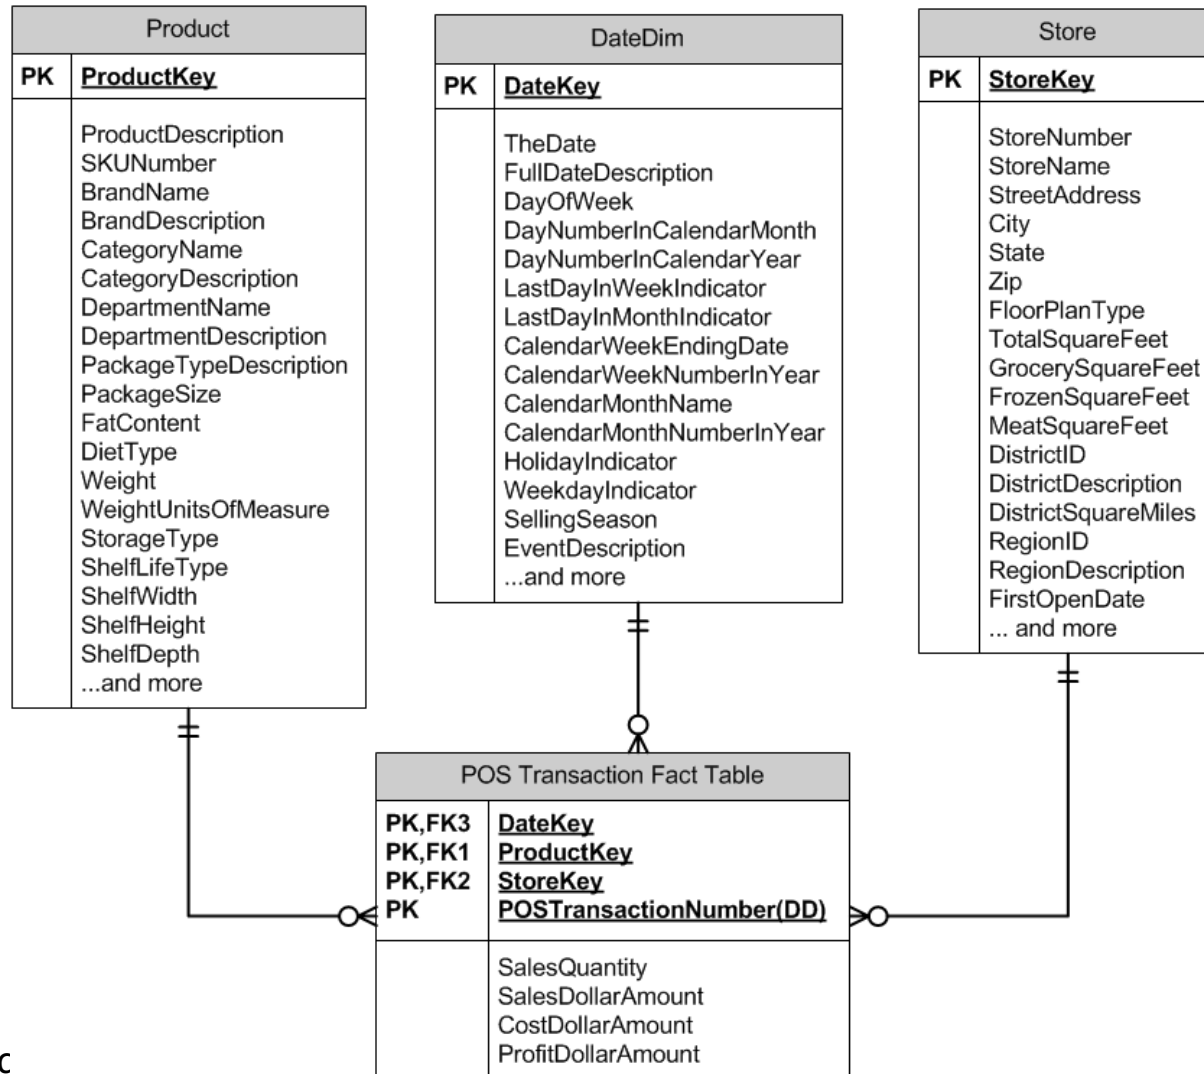 Product
PK ProductKey
ProductDescription
SKUNumber
BrandName
BrandDescription
CategoryName
CategoryDescription
DepartmentName
DepartmentDescription
PackageTypeDescription
PackageSize
FatContent
DietType
Weight
WeightUnitsOfMeasure
StorageType
ShelfLifeType
ShelfWidth
ShelfHeight
ShelfDepth
...and more
DateDim
PK DateKey
TheDate
FullDateDescription
DayOfWeek
DayNumberInCalendarMonth
DayNumberInCalendarYear
LastDayInWeekIndicator
LastDayInMonthIndicator
CalendarWeekEndingDate
CalendarWeekNumberInYear
CalendarMonthName
CalendarMonthNumberInYear
HolidayIndicator
WeekdayIndicator
SellingSeason
EventDescription
...and more
Store
PK StoreKey
StoreNumber
StoreName
StreetAddress
City
State
Zip
FloorPlanType
TotalSquareFeet
GrocerySquareFeet
FrozenSquareFeet
MeatSquareFeet
DistrictID
DistrictDescription
DistrictSquareMiles
RegionID
RegionDescription
FirstOpenDate
... and more
POS Transaction Fact Table
PK,FK3 DateKey
PK,FK1 ProductKey
PK,FK2 StoreKey
PK POSTransactionNumber(DD)
SalesQuantity
SalesDollarAmount
CostDollarAmount
ProfitDollarAmount